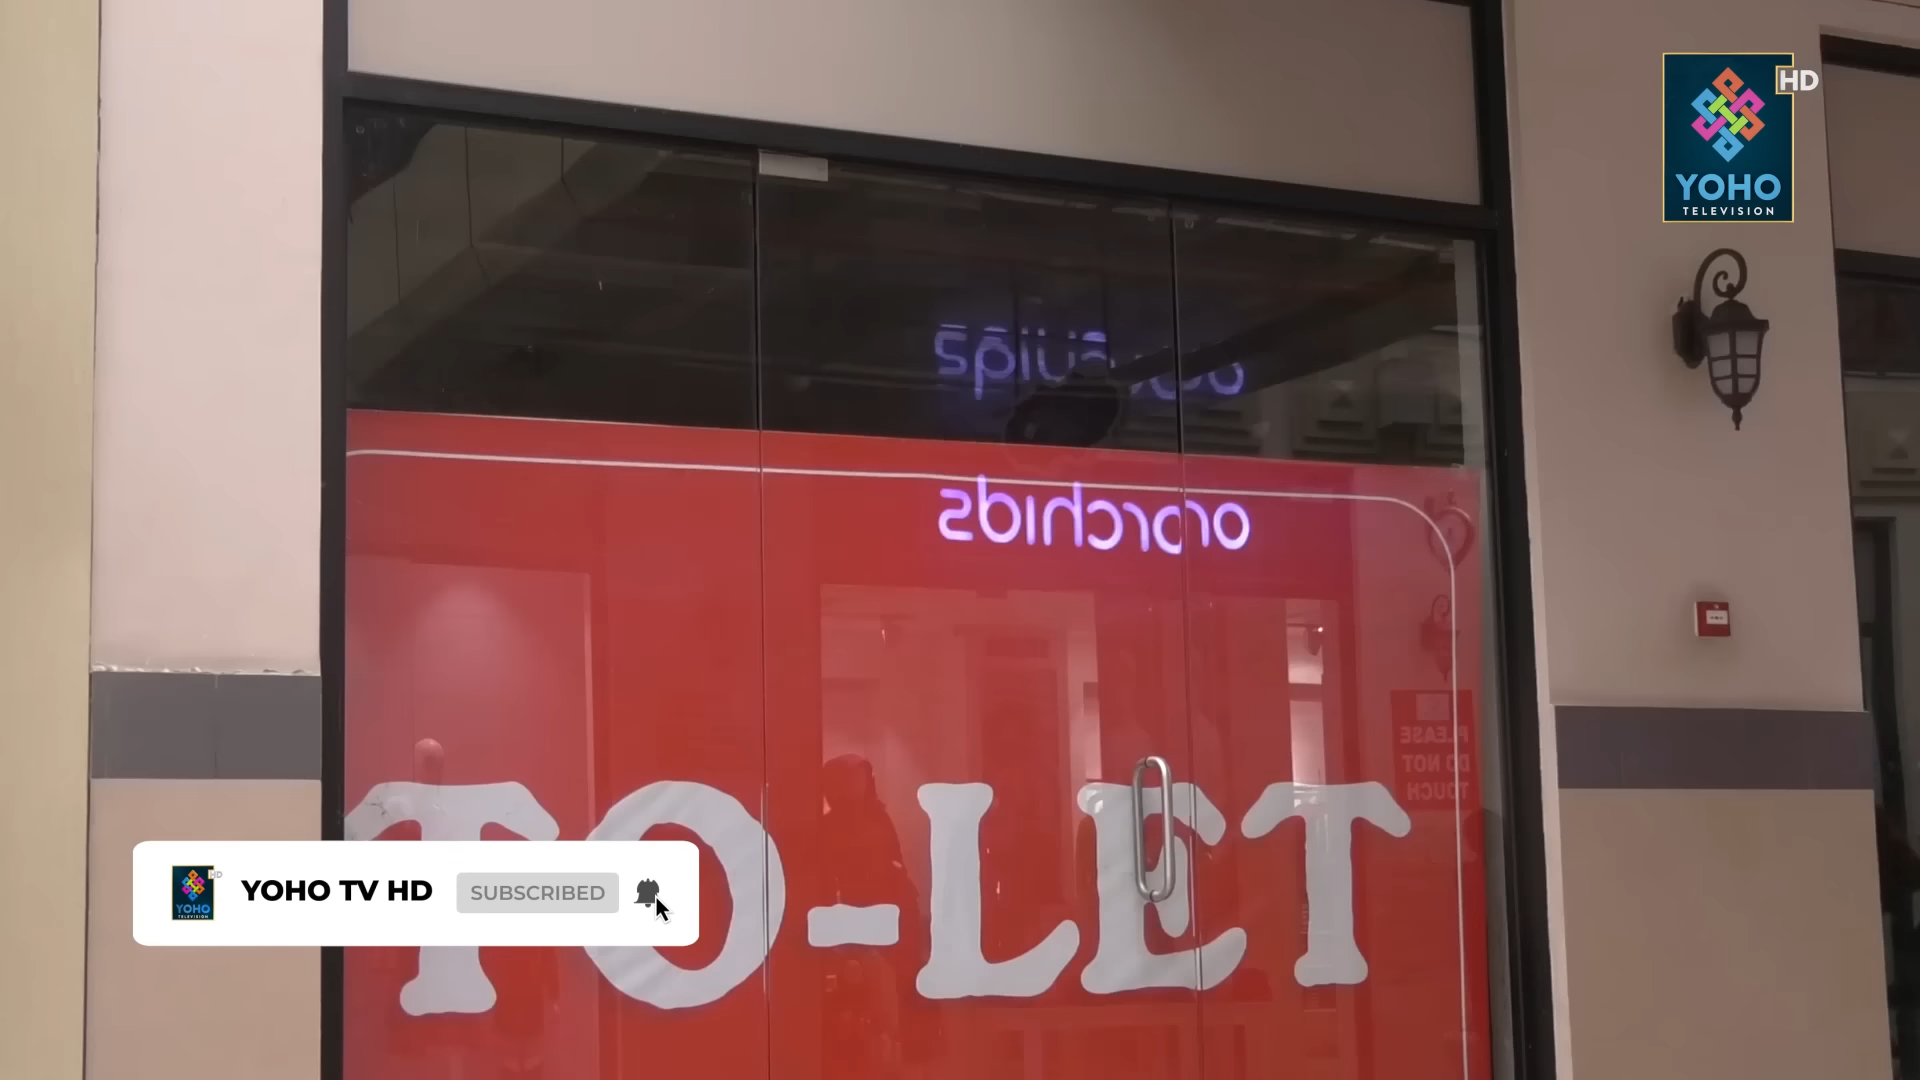 HD
YOHO
TELEVISION
orchids
PLEASE
DO NOT
TOUCH
TO-LET
YOHO TV HD
SUBSCRIBED